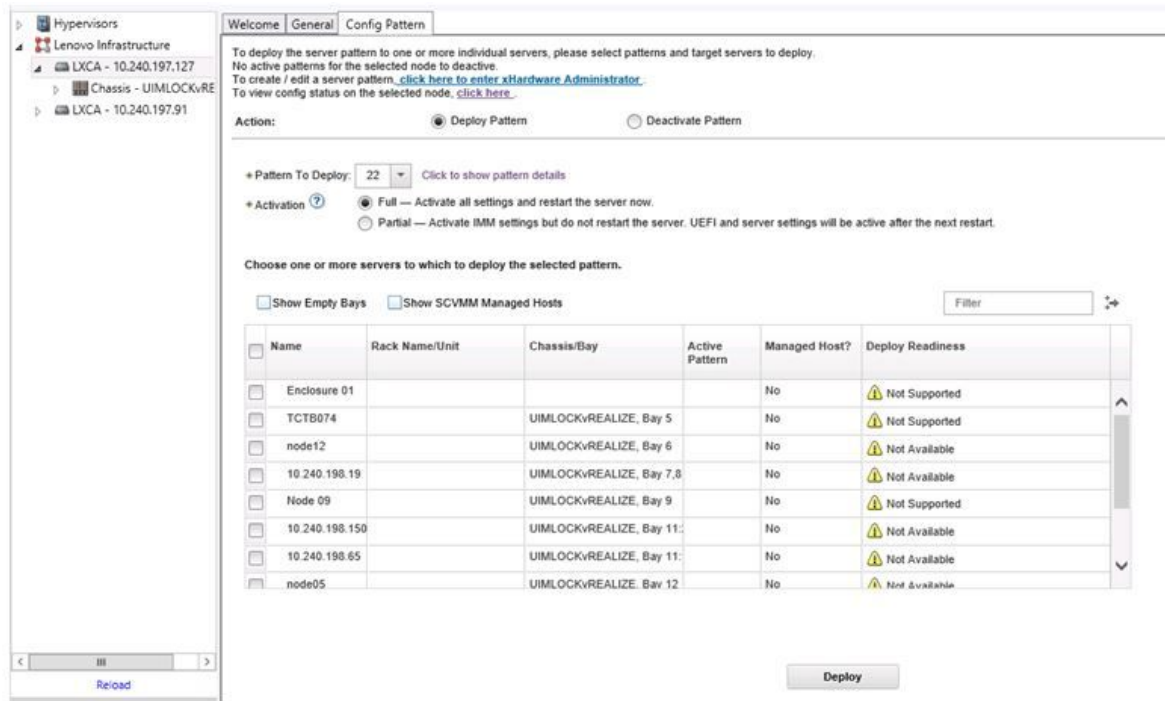 Hypervisors
Lenovo Infrastructure
LXCA - 10.240.197.127
Chassis - UIMLOCKvRE
LXCA - 10.240.197.91
Reload
Welcome General Config Pattern
To deploy the server pattern to one or more individual servers, please select patterns and target servers to deploy.
No active patterns for the selected node to deactive.
To create / edit a server pattern, click here to enter xHardware Administrator .
To view config status on the selected node, click here .
Action: Deploy Pattern Deactivate Pattern
Pattern To Deploy: 22 Click to show pattern details
Activation ? Full — Activate all settings and restart the server now.
Partial — Activate IMM settings but do not restart the server. UEFI and server settings will be active after the next restart.
Choose one or more servers to which to deploy the selected pattern.
Show Empty Bays Show SCVMM Managed Hosts Filter
Name Rack Name/Unit Chassis/Bay Active Pattern Managed Host? Deploy Readiness
Enclosure 01 No Not Supported
TCTB074 UIMLOCKvREALIZE, Bay 5 No Not Supported
node12 UIMLOCKvREALIZE, Bay 6 No Not Available
10.240.198.19 UIMLOCKvREALIZE, Bay 7,8 No Not Available
Node 09 UIMLOCKvREALIZE, Bay 9 No Not Supported
10.240.198.150 UIMLOCKvREALIZE, Bay 11: No Not Available
10.240.198.65 UIMLOCKvREALIZE, Bay 11: No Not Available
node05 UIMLOCKvREALIZE, Bay 12 No Not Available
Deploy